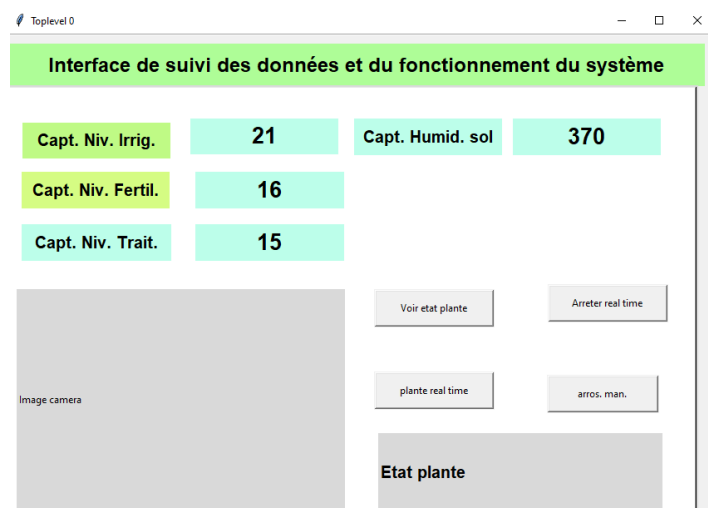 Toplevel 0
Interface de suivi des données et du fonctionnement du système
Capt. Niv. Irrig.
21
Capt. Humid. sol
370
Capt. Niv. Fertil.
16
Capt. Niv. Trait.
15
Voir etat plante
Arreter real time
plante real time
arros. man.
Image camera
Etat plante